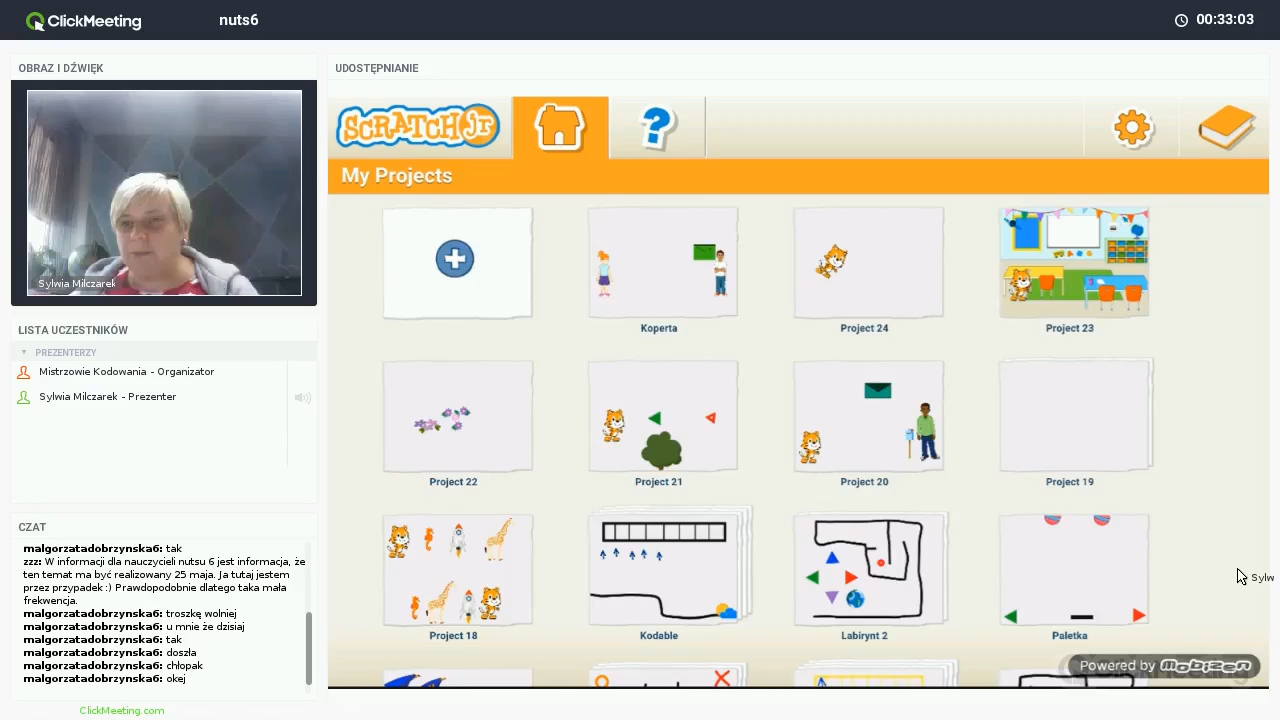 ClickMeeting
nuts6
00:33:03
OBRAZ I DŹWIĘK
Sylwia Milczarek
LISTA UCZESTNIKÓW
PREZENTERZY
Mistrzowie Kodowania - Organizator
Sylwia Milczarek - Prezenter
CZAT
malgorzatadobrzynska6: tak
zzz: W informacji dla nauczycieli nutsu 6 jest informacja, że
ten temat ma być realizowany 25 maja. Ja tutaj jestem
przez przypadek :) Prawdopodobnie dlatego taka mała
frekwencja.
malgorzatadobrzynska6: troszkę wolniej
malgorzatadobrzynska6: u mnie że dzisiaj
malgorzatadobrzynska6: tak
malgorzatadobrzynska6: doszła
malgorzatadobrzynska6: chłopak
malgorzatadobrzynska6: okej
ClickMeeting.com
UDOSTĘPNIANIE
SCRATCHJr
?
My Projects
Koperta
Project 24
Project 23
Project 22
Project 21
Project 20
Project 19
Project 18
Kodable
Labirynt 2
Paletka
Sylw
Powered by Mobizen